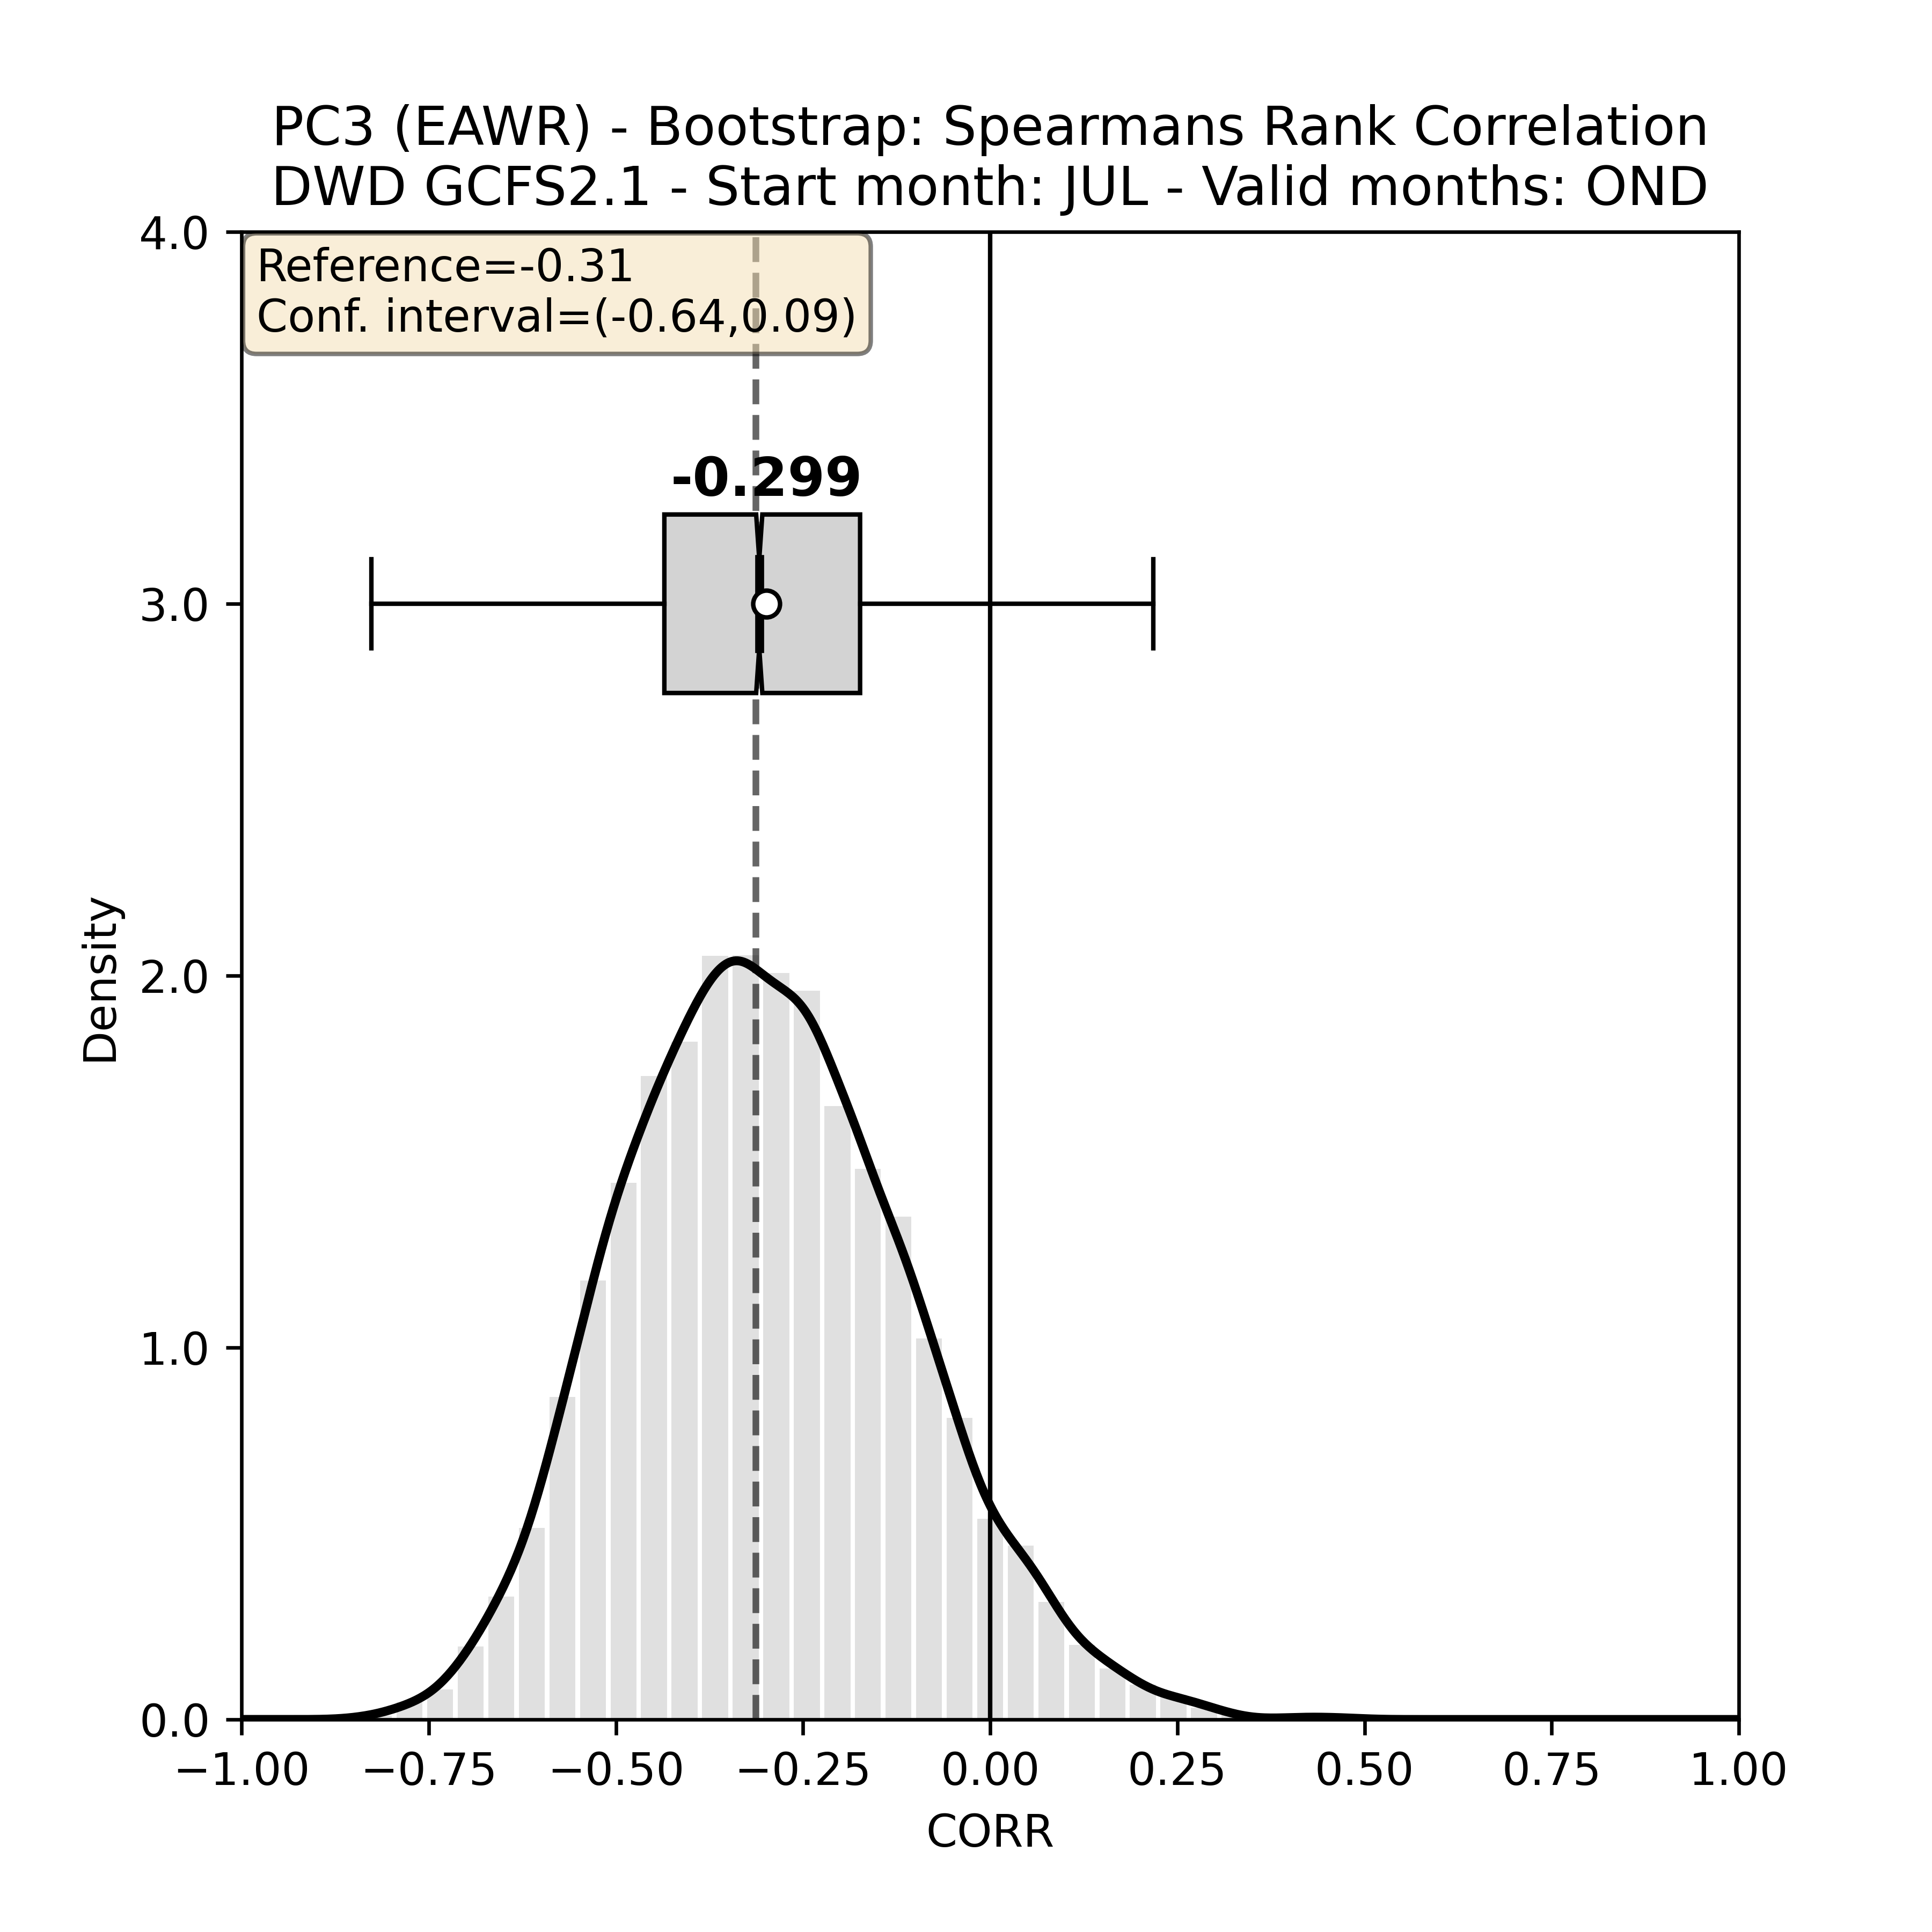 PC3 (EAWR) - Bootstrap: Spearmans Rank Correlation
DWD GCFS2.1 - Start month: JUL - Valid months: OND
4.0
Reference=-0.31
Conf. interval=(-0.64,0.09)
-0.299
3.0
2.0
Density
1.0
0.0
−1.00 −0.75 −0.50 −0.25 0.00 0.25 0.50 0.75 1.00
CORR